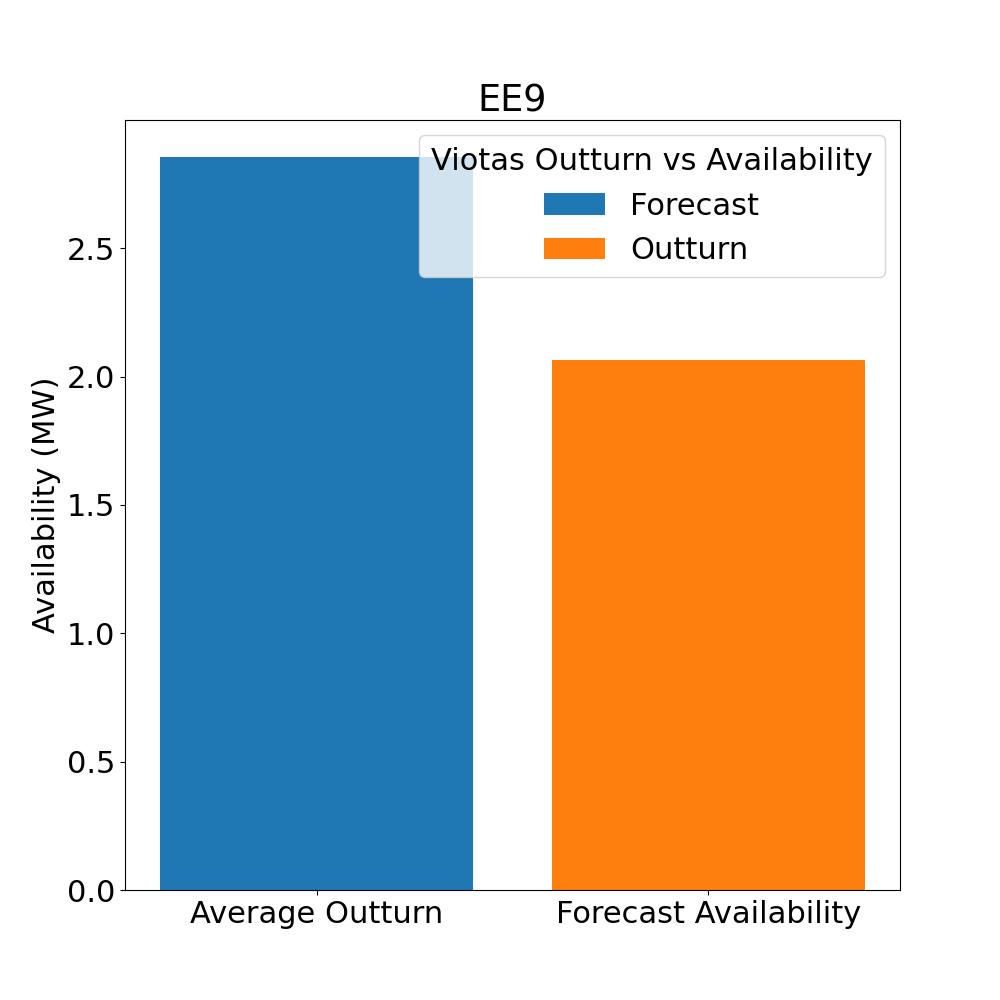 EE9
Viotas Outturn vs Availability
Forecast
Outturn
Availability (MW)
2.5
2.0
1.5
1.0
0.5
0.0
Average Outturn
Forecast Availability